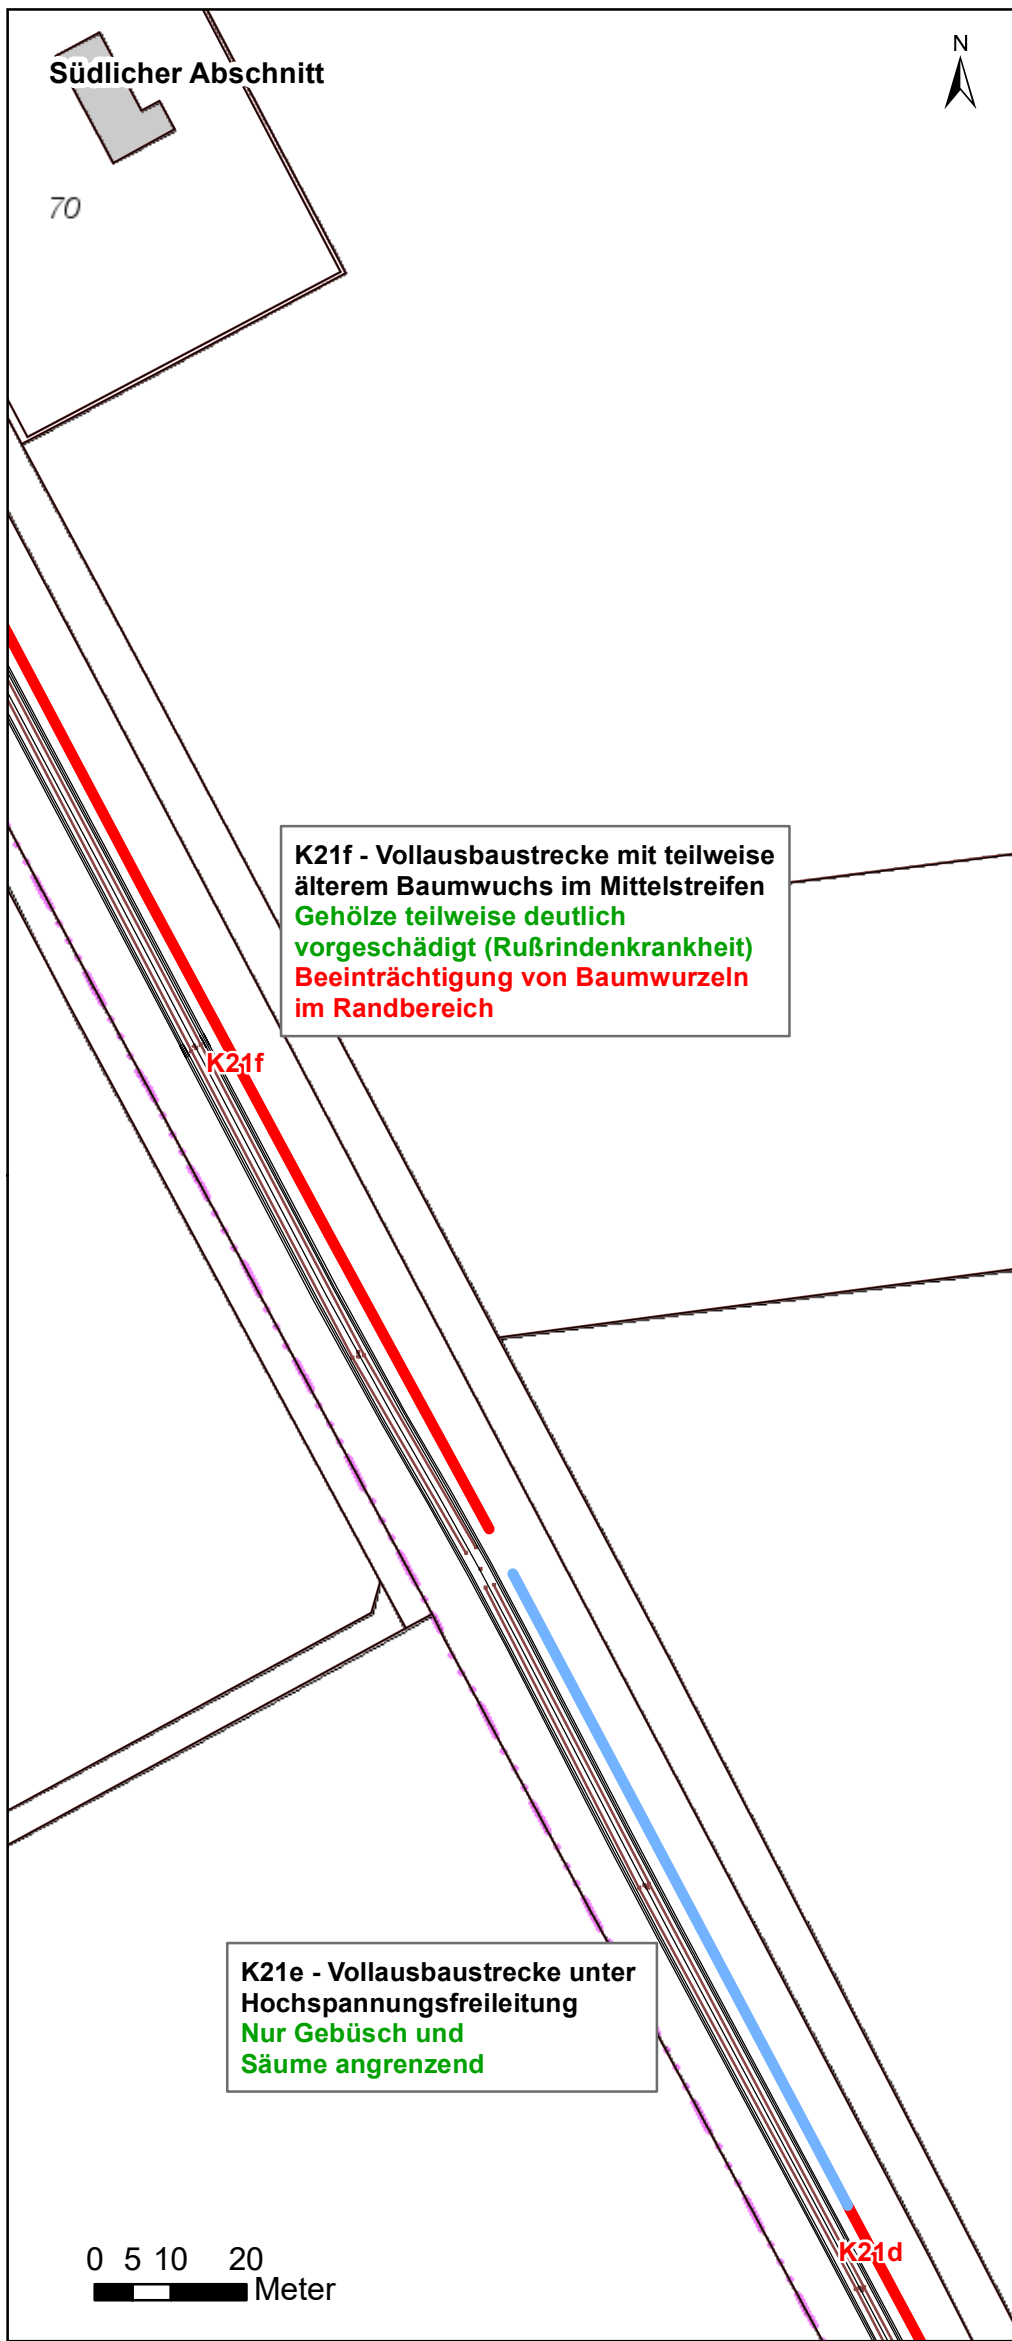 Südlicher Abschnitt
N
70
K21f - Vollausbaustrecke mit teilweise
älterem Baumwuchs im Mittelstreifen
Gehölze teilweise deutlich
vorgeschädigt (Rußrindenkrankheit)
Beeinträchtigung von Baumwurzeln
im Randbereich
K21f
K21e - Vollausbaustrecke unter
Hochspannungsfreileitung
Nur Gebüsch und
Säume angrenzend
K21d
0 5 10 20
Meter